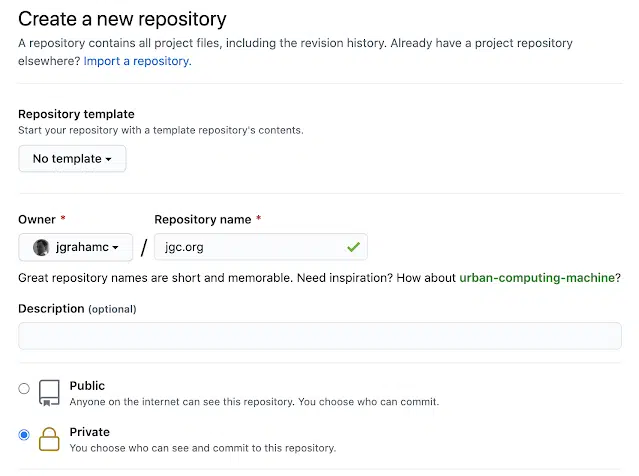 Create a new repository
A repository contains all project files, including the revision history. Already have a project repository
elsewhere? Import a repository.
Repository template
Start your repository with a template repository's contents.
No template
Owner *
Repository name *
jgrahamc
/
jgc.org
Great repository names are short and memorable. Need inspiration? How about urban-computing-machine?
Description (optional)
Public
Anyone on the internet can see this repository. You choose who can commit.
Private
You choose who can see and commit to this repository.